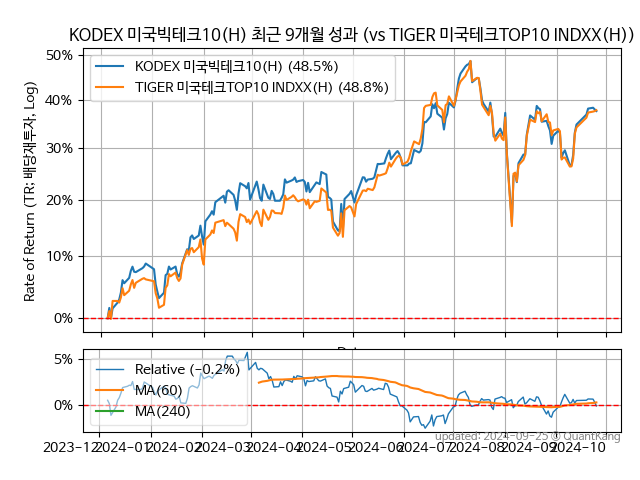 KODEX 미국빅테크10(H) 최근 9개월 성과 (vs TIGER 미국테크TOP10 INDXX(H))
50%
40%
30%
20%
10%
0%
Rate of Return (TR: 배당재투자, Log)
KODEX 미국빅테크10(H) (48.5%)
TIGER 미국테크TOP10 INDXX(H) (48.8%)
5%
0%
Relative (−0.2%)
MA(60)
MA(240)
updated: 2024-09-25 © QuantKang
2023−12 2024−01 2024−02 2024−03 2024−04 2024−05 2024−06 2024−07 2024−08 2024−09 2024−10